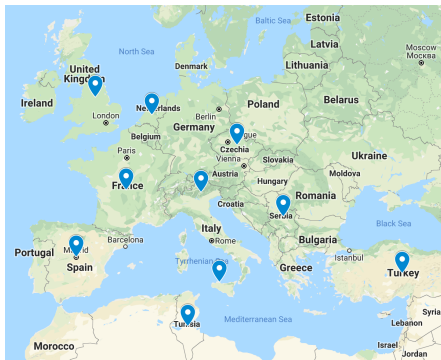 Estonia
Baltic Sea
Latvia
Moscow
Москва
North Sea
Denmark
Lithuania
United
Kingdom
Ireland
Netherlands
Berlin
Poland
Belarus
London
Germany
Belgium
Czechia
Paris
Vienna
Slovakia
Ukraine
France
Austria
Hungary
Moldova
Croatia
Romania
Serbia
Italy
Black Sea
Barcelona
Rome
Bulgaria
Portugal
Madrid
Istanbul
Spain
Tyrrhenian Sea
Greece
Turkey
Tunisia
Mediterranean Sea
Syria
Lebanon
Morocco
Israel
Jordan